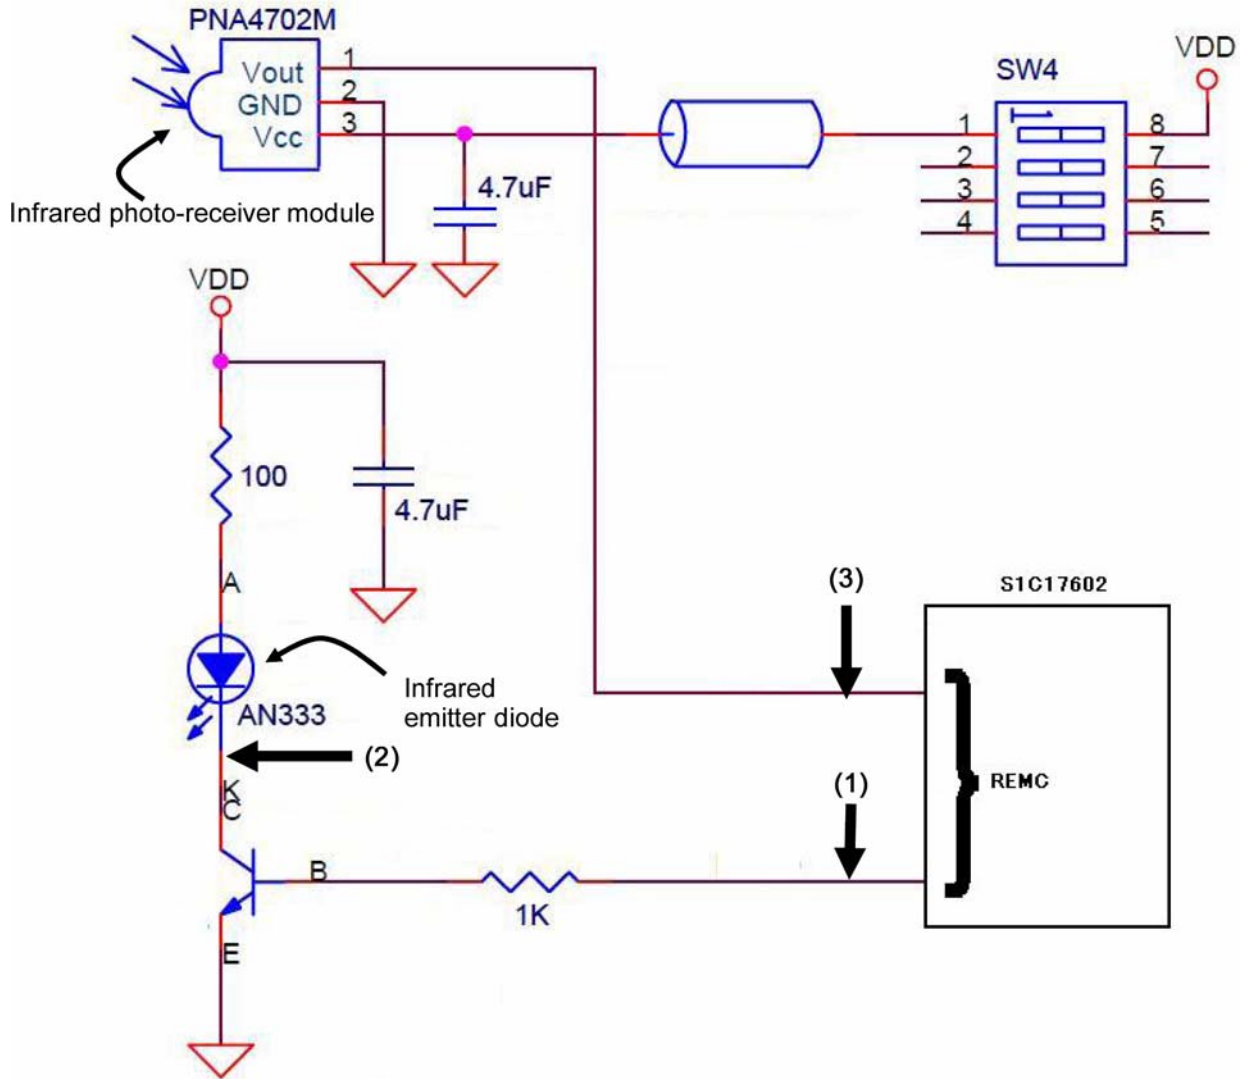 PNA4702M
Vout
GND
Vcc
1
2
3
4.7uF
Infrared photo-receiver module
SW4
VDD
1
1
2
3
4
8
7
6
5
VDD
100
4.7uF
A
AN333
Infrared
emitter diode
(2)
K
C
B
E
1K
(3)
(1)
S1C17602
REMC